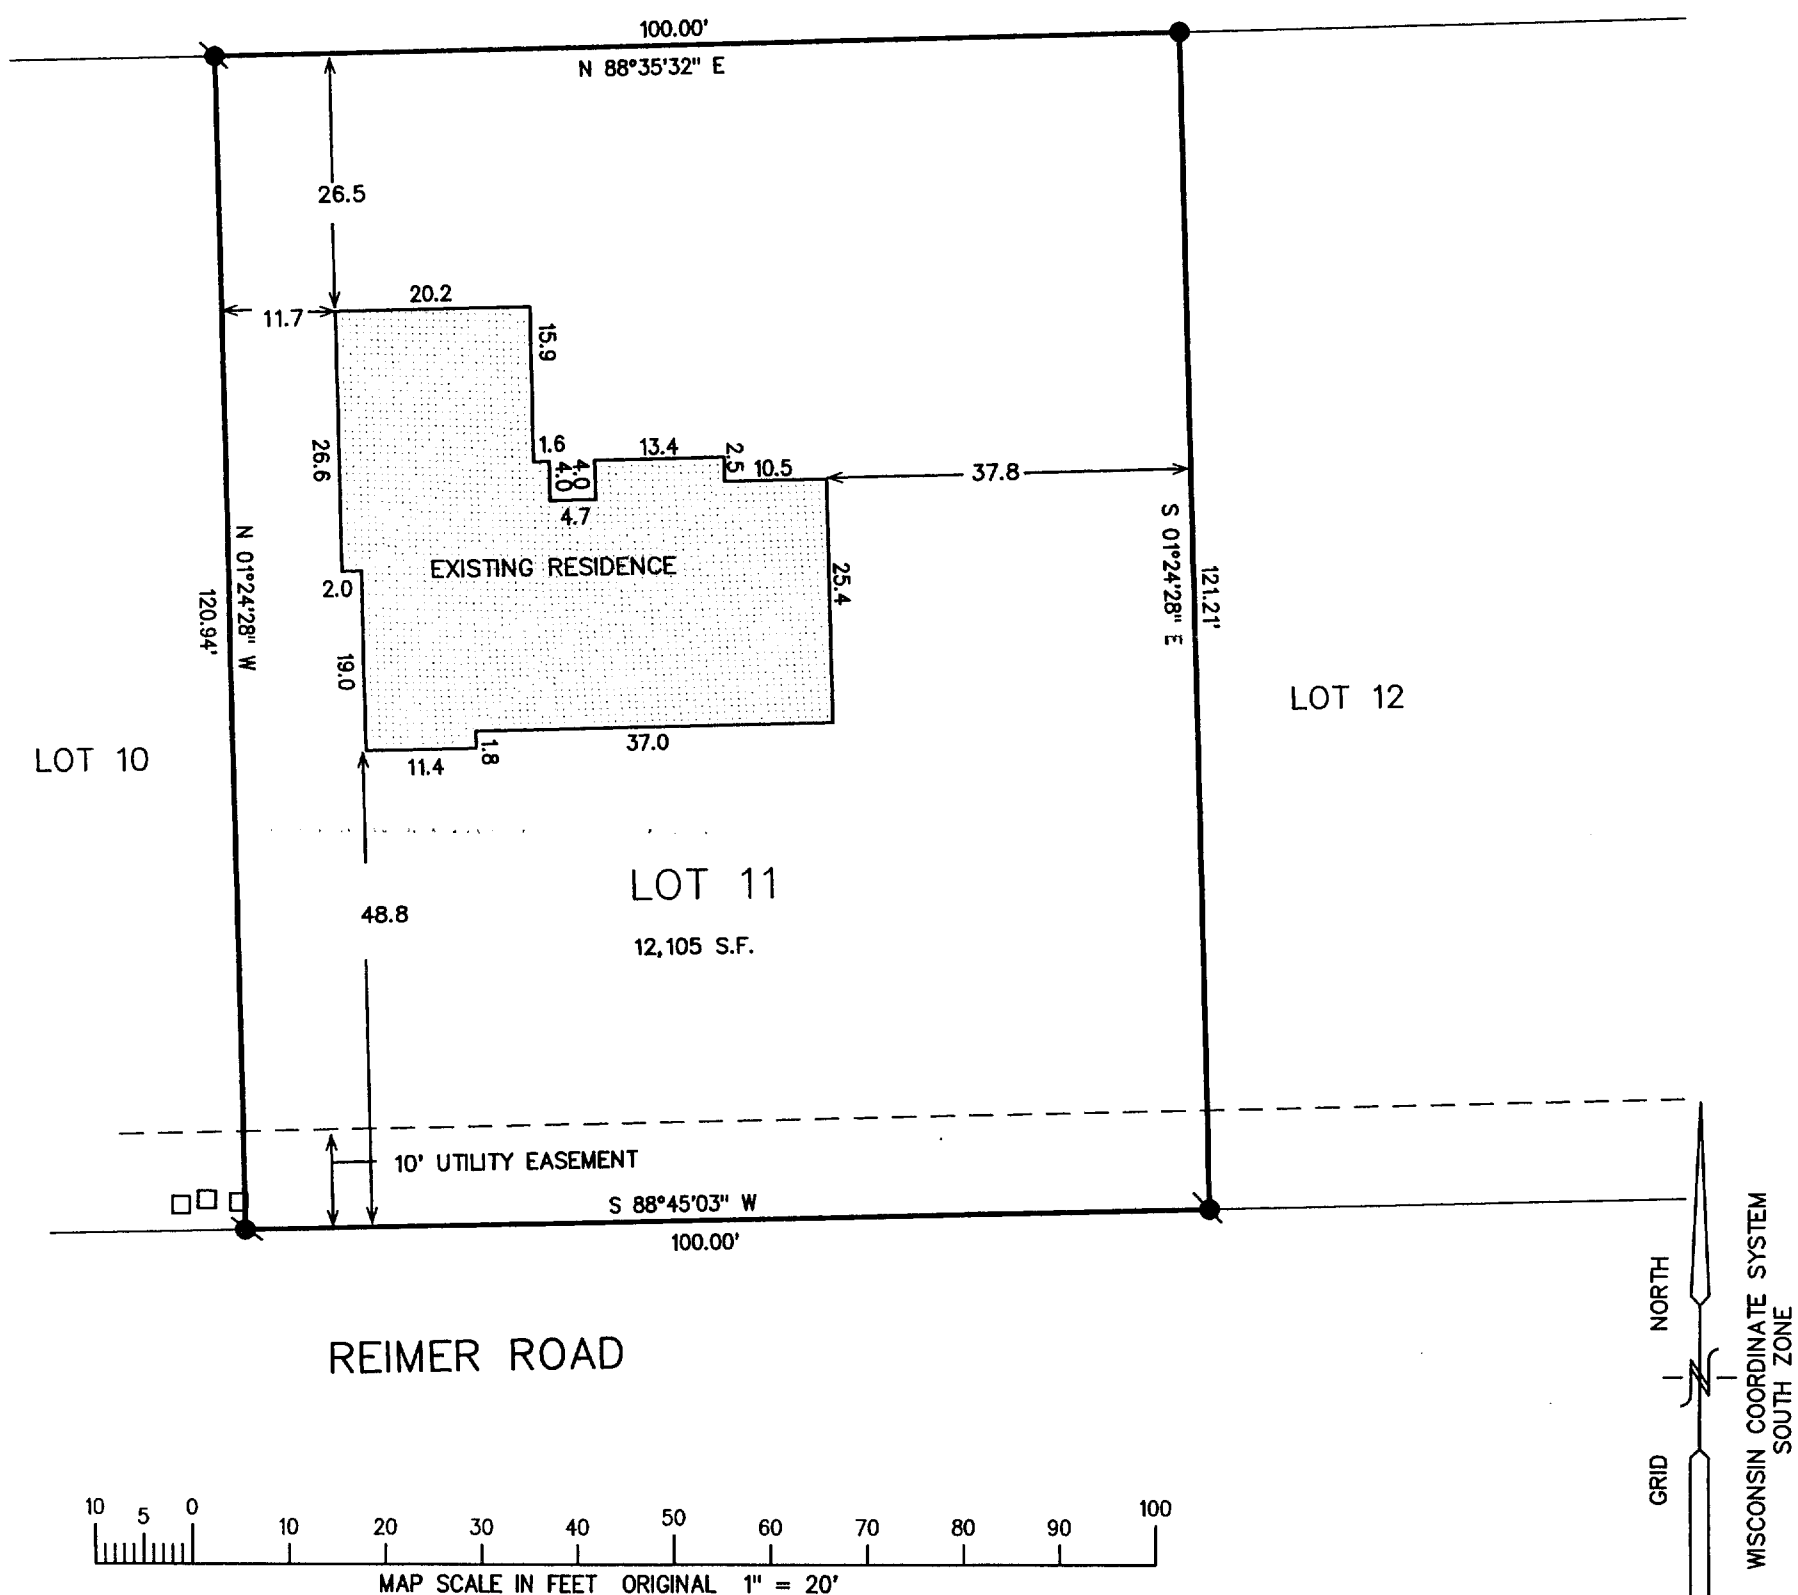 100.00'
N 88°35'32" E
26.5
20.2
11.7
15.9
1.6
4.0
4.0
4.7
13.4
2.5
10.5
37.8
26.6
EXISTING RESIDENCE
2.0
19.0
25.4
N 01°24'28" W
120.94'
S 01°24'28" E
121.21'
37.0
1.8
11.4
LOT 10
LOT 12
LOT 11
12,105 S.F.
48.8
10' UTILITY EASEMENT
S 88°45'03" W
100.00'
REIMER ROAD
GRID NORTH
N
WISCONSIN COORDINATE SYSTEM
SOUTH ZONE
10 5 0 10 20 30 40 50 60 70 80 90 100
MAP SCALE IN FEET ORIGINAL 1" = 20'